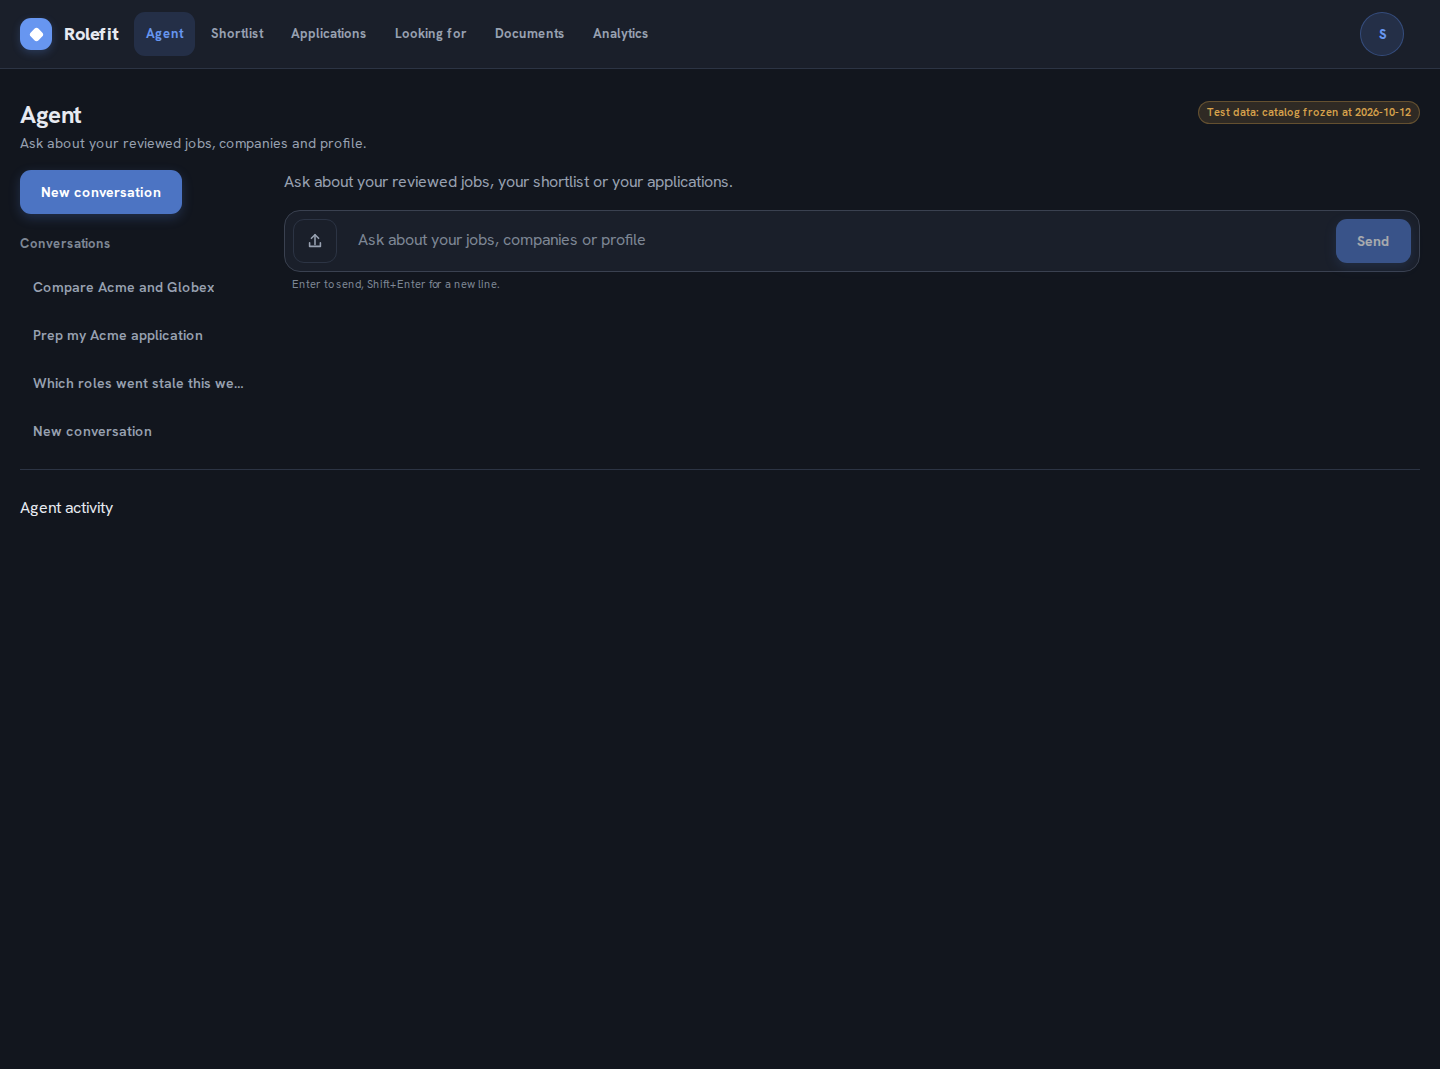 Rolefit
Agent
Shortlist
Applications
Looking for
Documents
Analytics
S
Agent
Test data: catalog frozen at 2026-10-12
Ask about your reviewed jobs, companies and profile.
New conversation
Ask about your reviewed jobs, your shortlist or your applications.
Ask about your jobs, companies or profile
Send
Enter to send, Shift+Enter for a new line.
Conversations
Compare Acme and Globex
Prep my Acme application
Which roles went stale this we...
New conversation
Agent activity